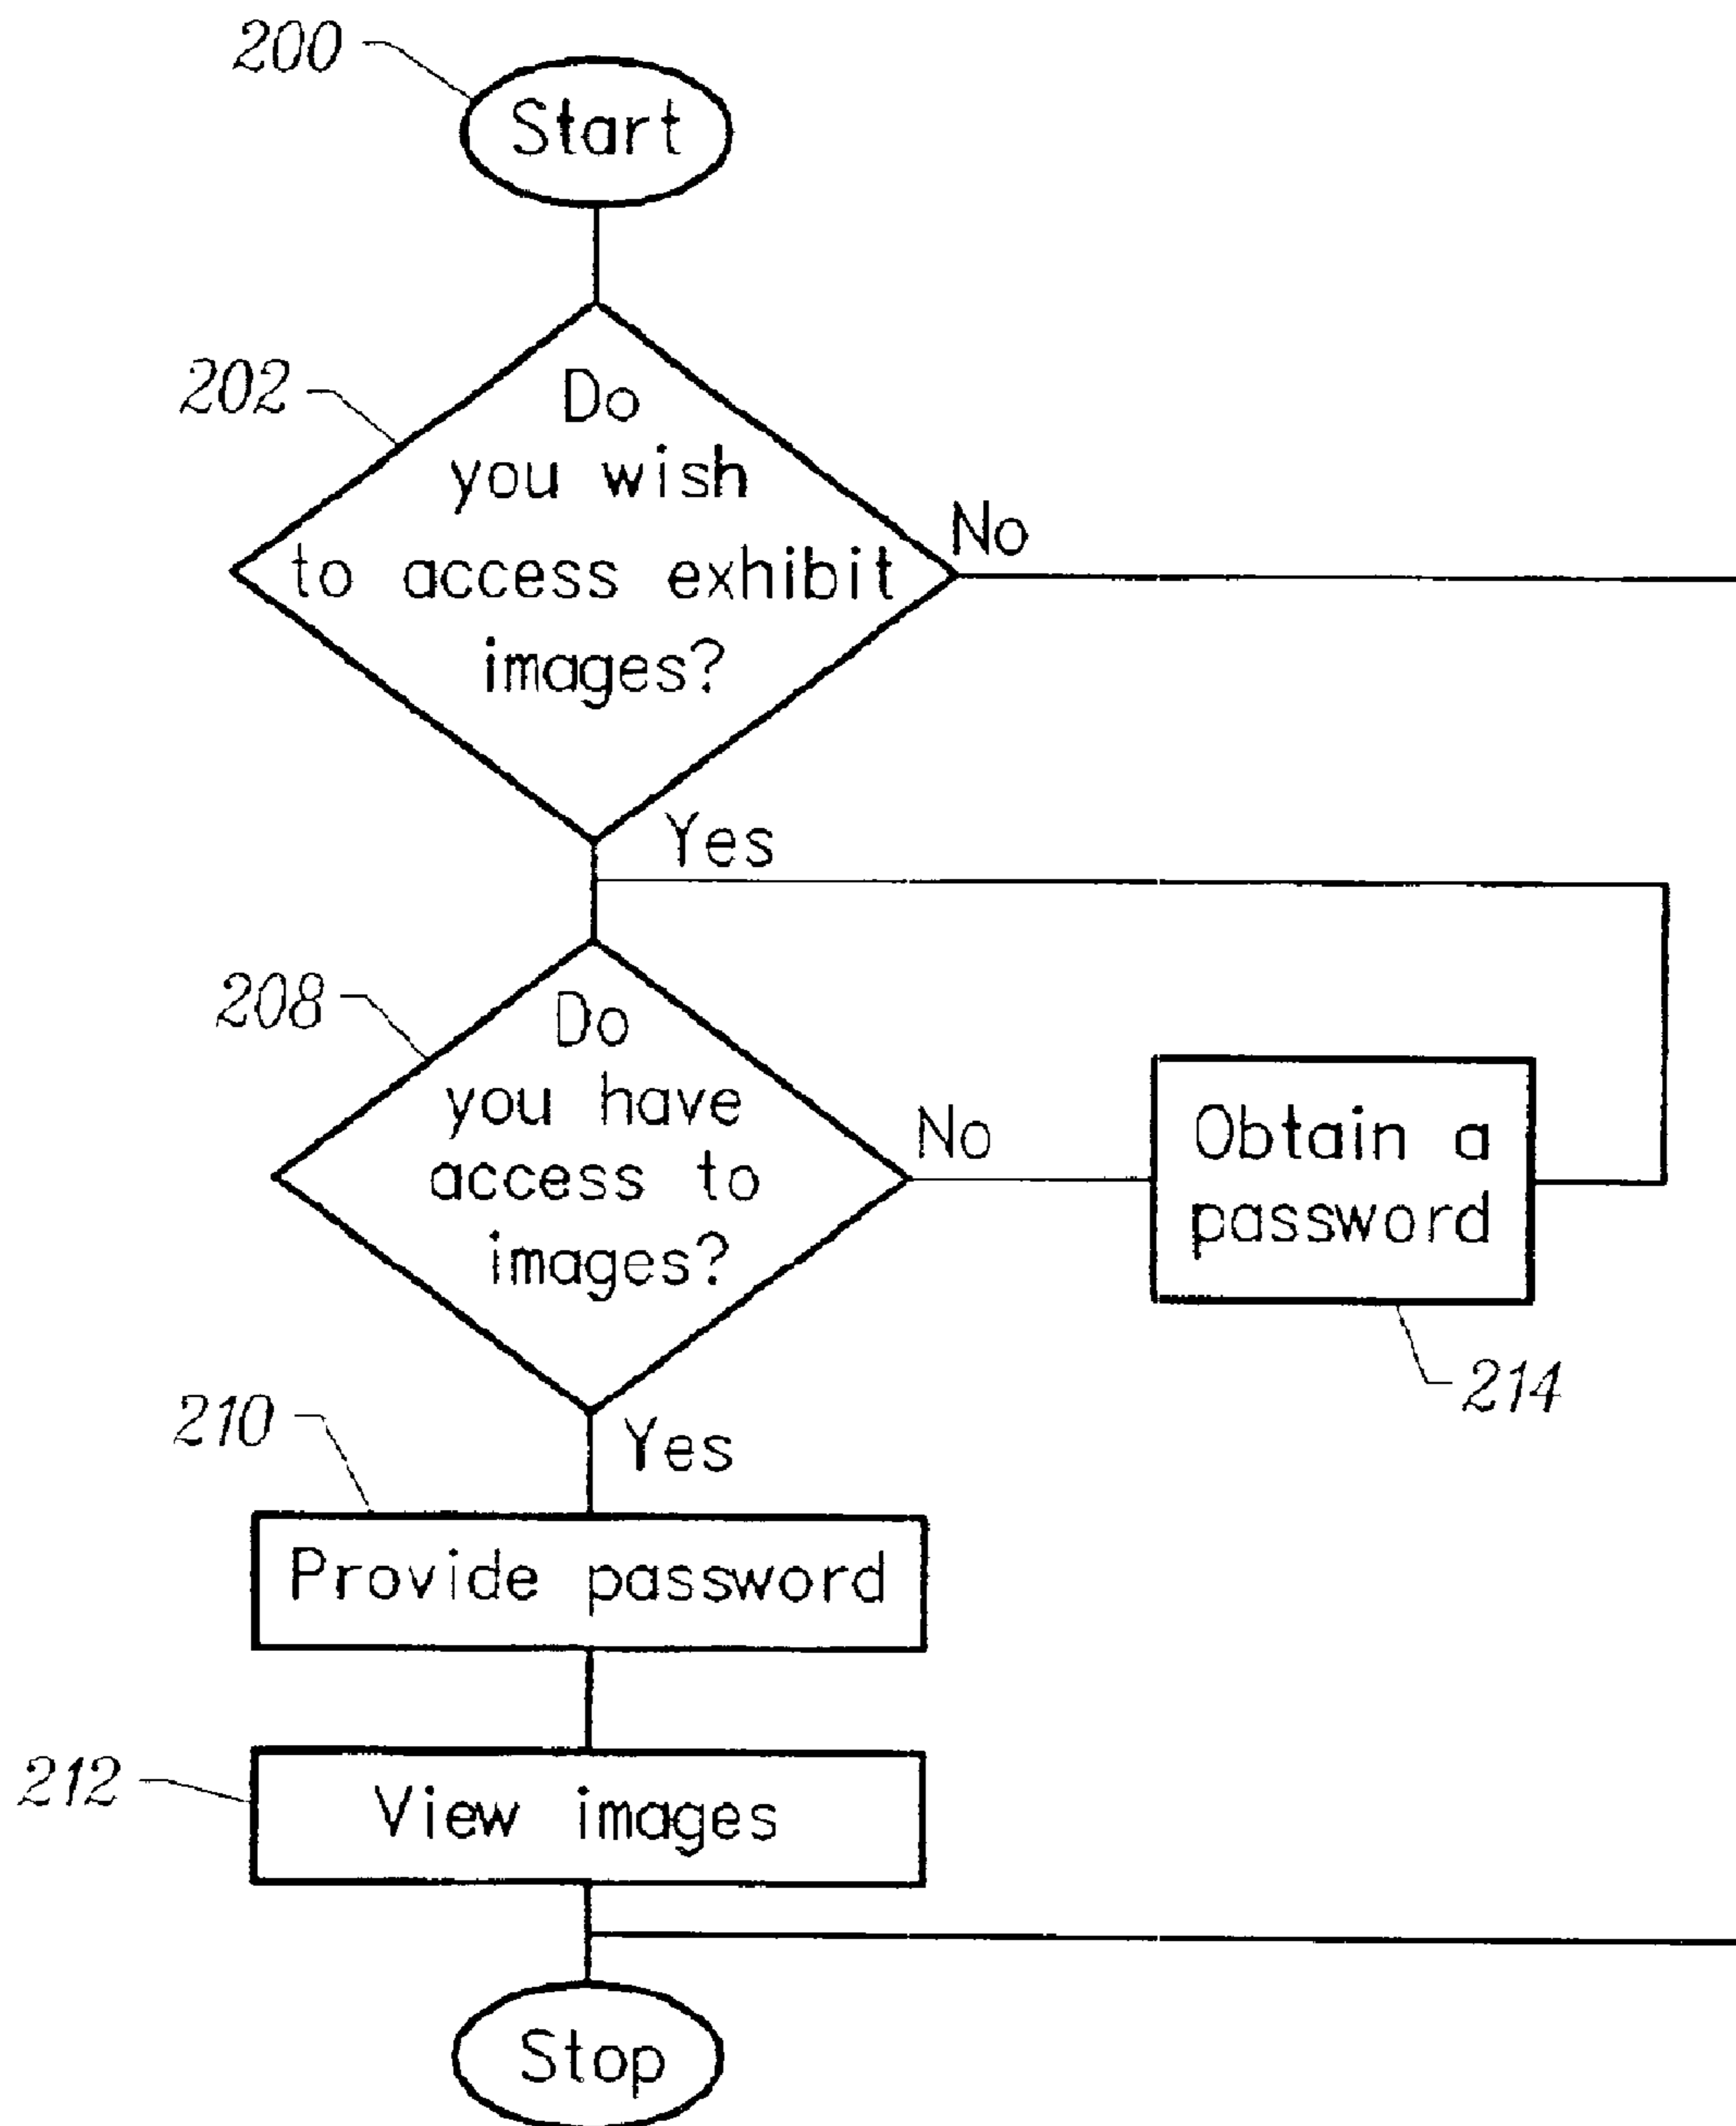 200
Start
202
Do
you wish
to access exhibit
images?
No
Yes
208
Do
you have
access to
images?
No
Obtain a
password
214
210
Yes
Provide password
212
View images
Stop